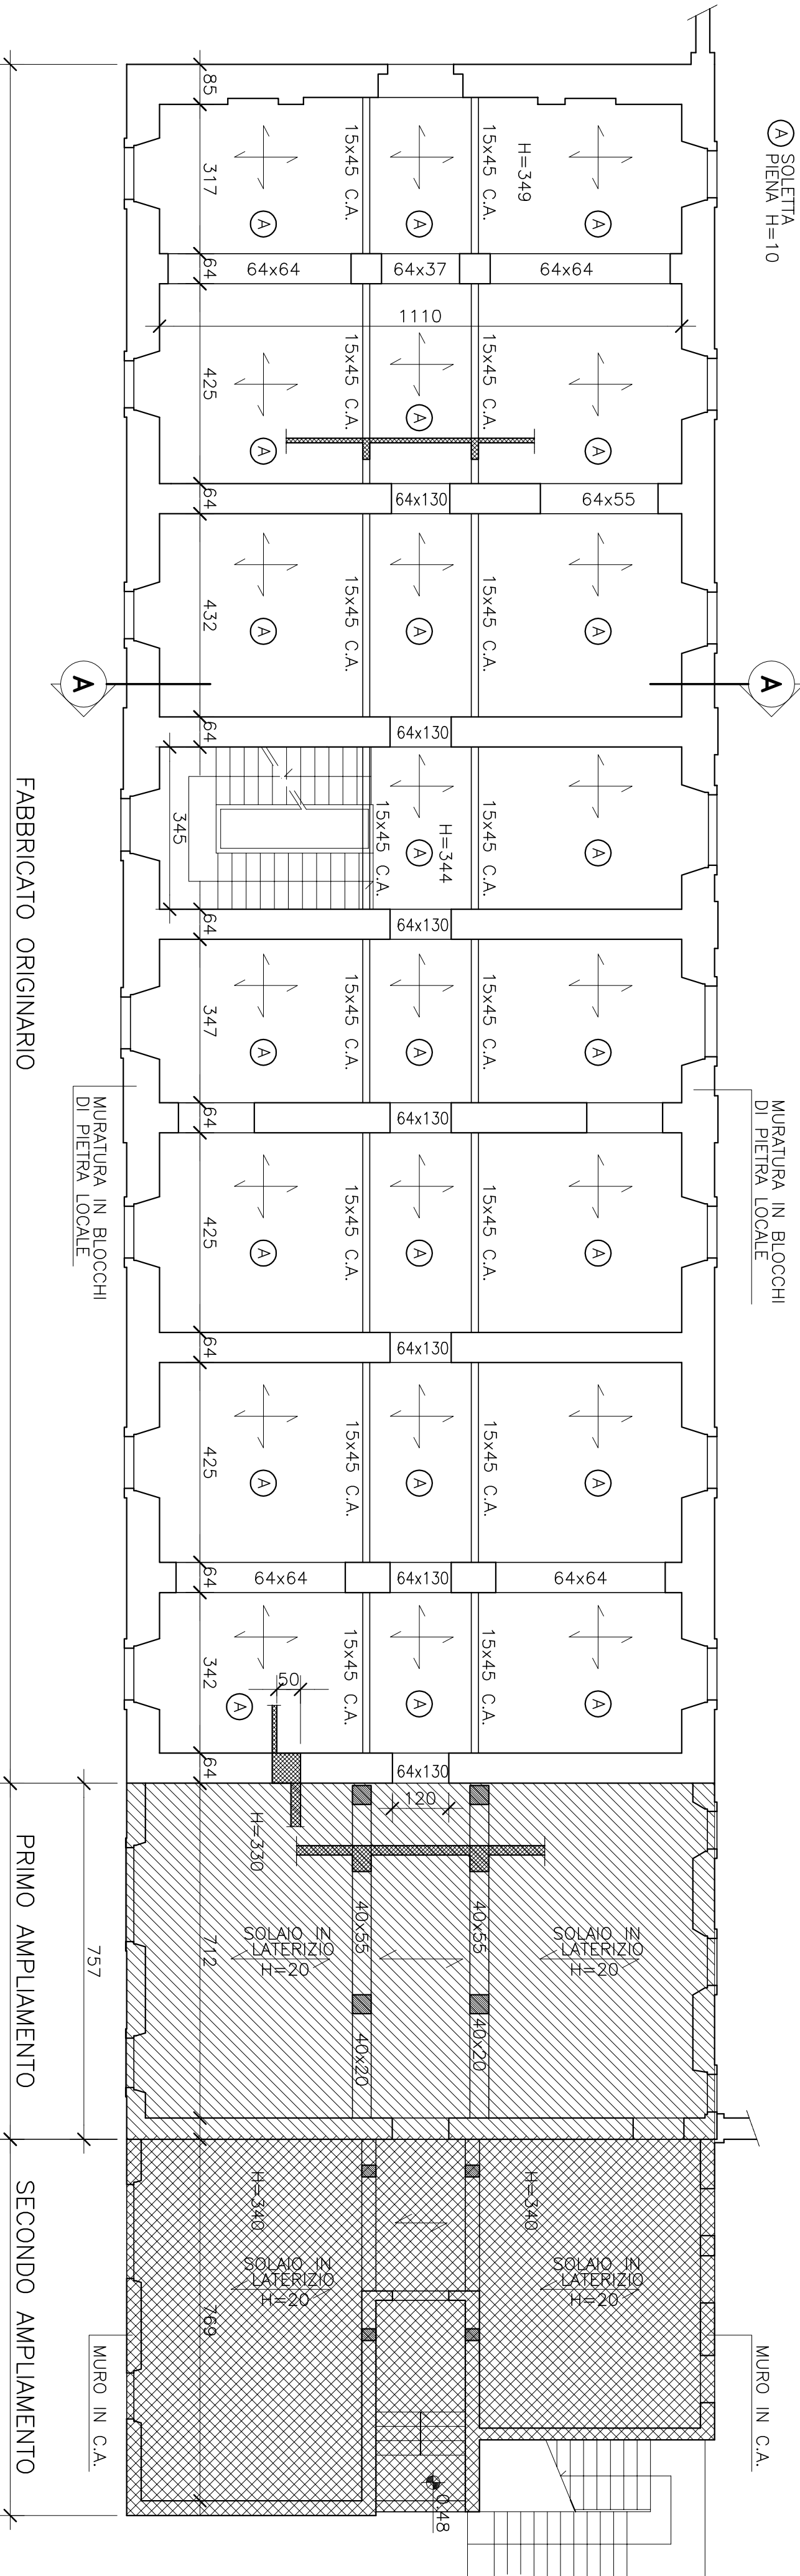 A
SOLETTA
PIENA H=10
MURATURA IN BLOCCHI
DI PIETRA LOCALE
MURO IN C.A.
A
A
A
A
A
A
A
A
A
SOLAIO IN
LATERIZIO
H=20
SOLAIO IN
LATERIZIO
H=20
H=349
64x64
64x55
64x64
H=340
15x45 C.A.
15x45 C.A.
15x45 C.A.
15x45 C.A.
15x45 C.A.
15x45 C.A.
15x45 C.A.
15x45 C.A.
40x55
40x20
H=344
0.48
A
64x37
1110
A
64x130
A
64x130
A
64x130
A
64x130
A
64x130
A
64x130
A
64x130
120
15x45 C.A.
15x45 C.A.
15x45 C.A.
15x45 C.A.
15x45 C.A.
15x45 C.A.
15x45 C.A.
15x45 C.A.
40x55
40x20
A
64x64
A
A
A
A
A
64x64
A
50
H=330
SOLAIO IN
LATERIZIO
H=20
H=340
SOLAIO IN
LATERIZIO
H=20
85
317
64
425
64
432
64
345
64
347
64
425
64
425
64
342
64
712
769
A
MURATURA IN BLOCCHI
DI PIETRA LOCALE
757
MURO IN C.A.
FABBRICATO ORIGINARIO
PRIMO AMPLIAMENTO
SECONDO AMPLIAMENTO